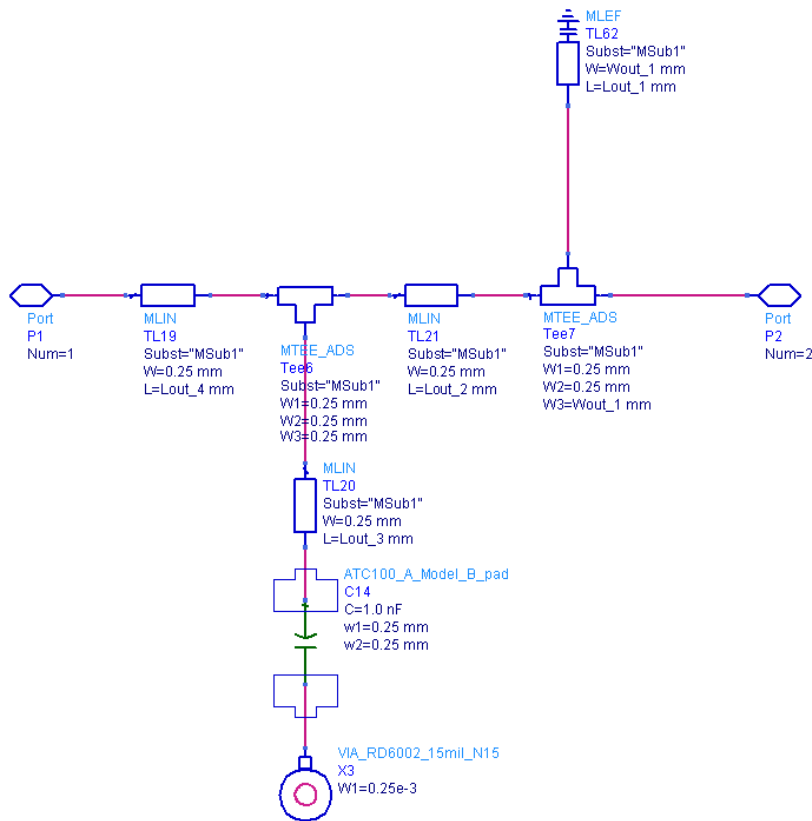 MLEF
TL62
Subst="MSub1"
W=Wout_1 mm
L=Lout_1 mm
Port
P1
Num=1
MLIN
TL19
Subst="MSub1"
W=0.25 mm
L=Lout_4 mm
MTEE_ADS
Tee6
Subst="MSub1"
W1=0.25 mm
W2=0.25 mm
W3=0.25 mm
MLIN
TL21
Subst="MSub1"
W=0.25 mm
L=Lout_2 mm
MTEE_ADS
Tee7
Subst="MSub1"
W1=0.25 mm
W2=0.25 mm
W3=Wout_1 mm
Port
P2
Num=2
MLIN
TL20
Subst="MSub1"
W=0.25 mm
L=Lout_3 mm
ATC100_A_Model_B_pad
C14
C=1.0 nF
w1=0.25 mm
w2=0.25 mm
VIA_RD6002_15mil_N15
X3
W1=0.25e-3